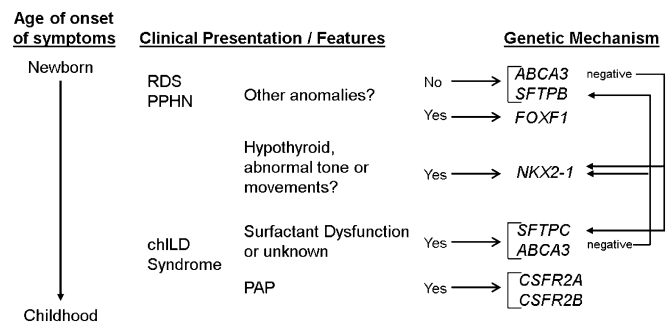 Age of onset
of symptoms
Clinical Presentation / Features
Genetic Mechanism
Newborn
RDS
PPHN
Other anomalies?
No
ABCA3 negative
SFTPB
Yes
FOXF1
Hypothyroid,
abnormal tone or
movements?
Yes
NKX2-1
chILD
Syndrome
Surfactant Dysfunction
or unknown
Yes
SFTPC
ABCA3 negative
PAP
Yes
CSFR2A
CSFR2B
Childhood